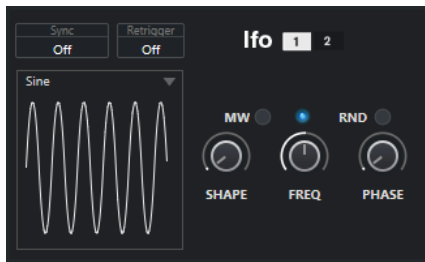 Sync
Off
Retrigger
Off
lfo 1 2
Sine
MW RND
SHAPE FREQ PHASE